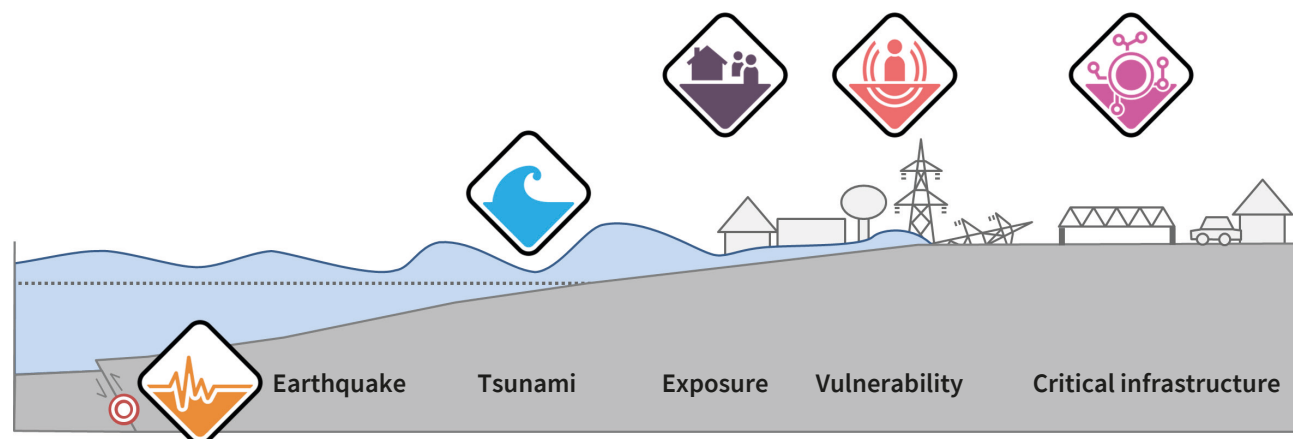 Earthquake
Tsunami
Exposure
Vulnerability
Critical infrastructure